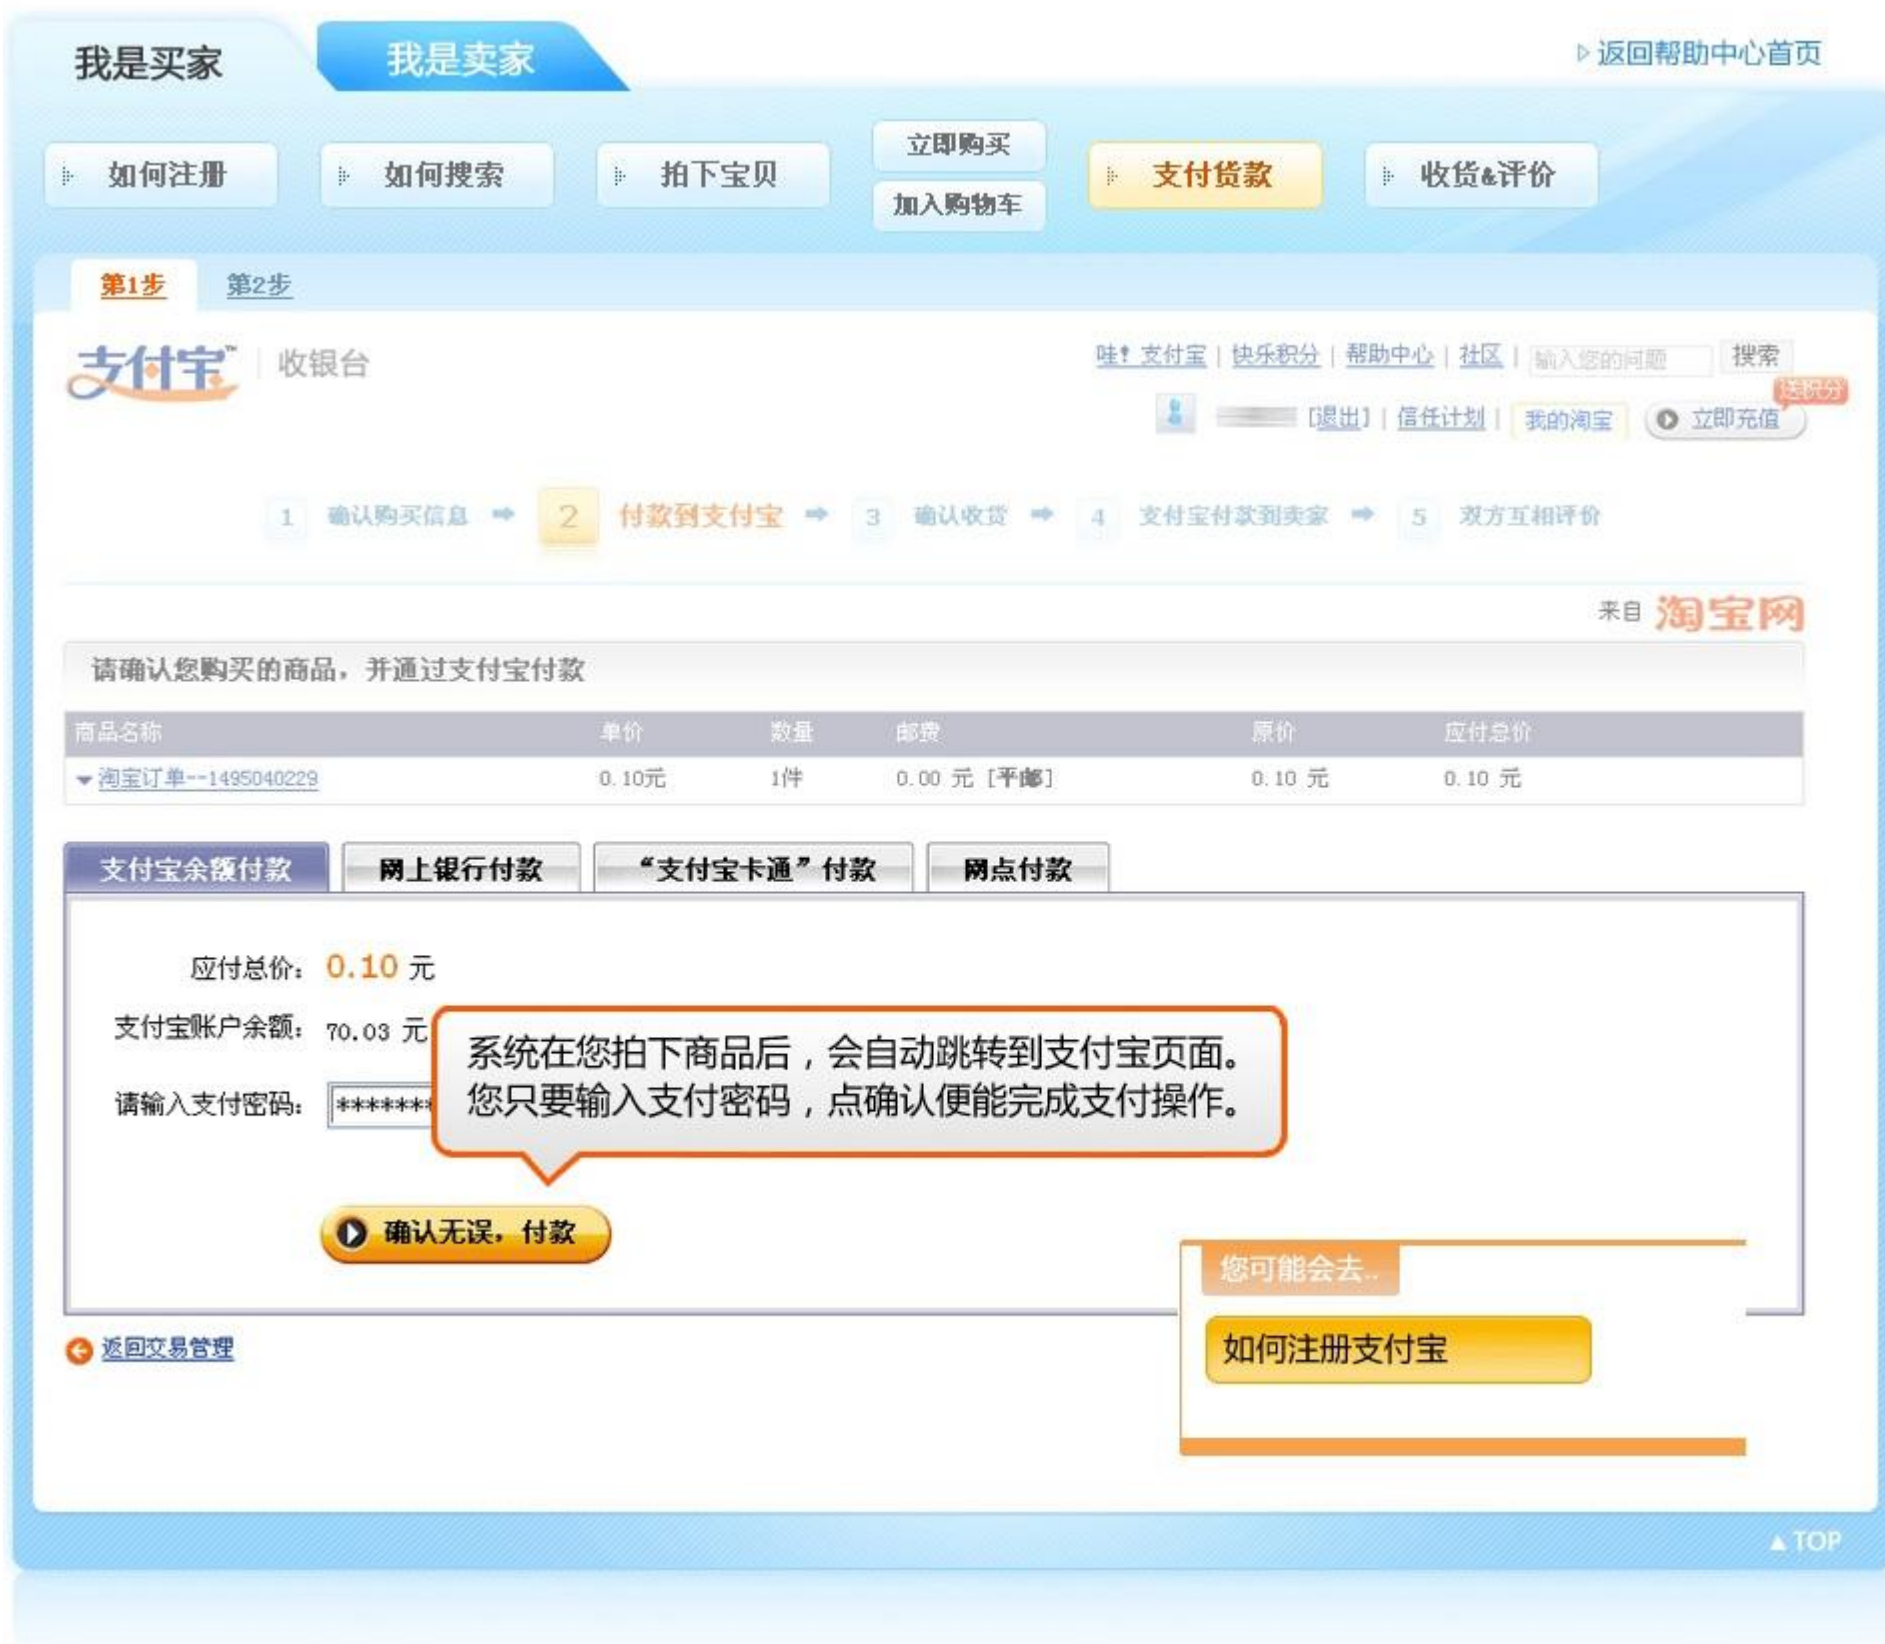 我是买家 我是卖家 返回帮助中心首页
如何注册 如何搜索 拍下宝贝 立即购买 加入购物车 支付货款 收货&评价
第1步 第2步
支付宝™ 收银台
哇!支付宝 | 快乐积分 | 帮助中心 | 社区 | 输入您的问题 搜索
[退出] | 信任计划 | 我的淘宝 立即充值 送积分
1 确认购买信息 ➡ 2 付款到支付宝 ➡ 3 确认收货 ➡ 4 支付宝付款到卖家 ➡ 5 双方互相评价
来自 淘宝网
请确认您购买的商品，并通过支付宝付款
商品名称 单价 数量 邮费 原价 应付总价
淘宝订单--1495040229 0.10元 1件 0.00 元 [平邮] 0.10 元 0.10 元
支付宝余额付款 网上银行付款 “支付宝卡通”付款 网点付款
应付总价： 0.10 元
支付宝账户余额： 70.03 元
请输入支付密码： *******
系统在您拍下商品后，会自动跳转到支付宝页面。
您只要输入支付密码，点确认便能完成支付操作。
确认无误，付款
您可能会去..
如何注册支付宝
返回交易管理
▲TOP